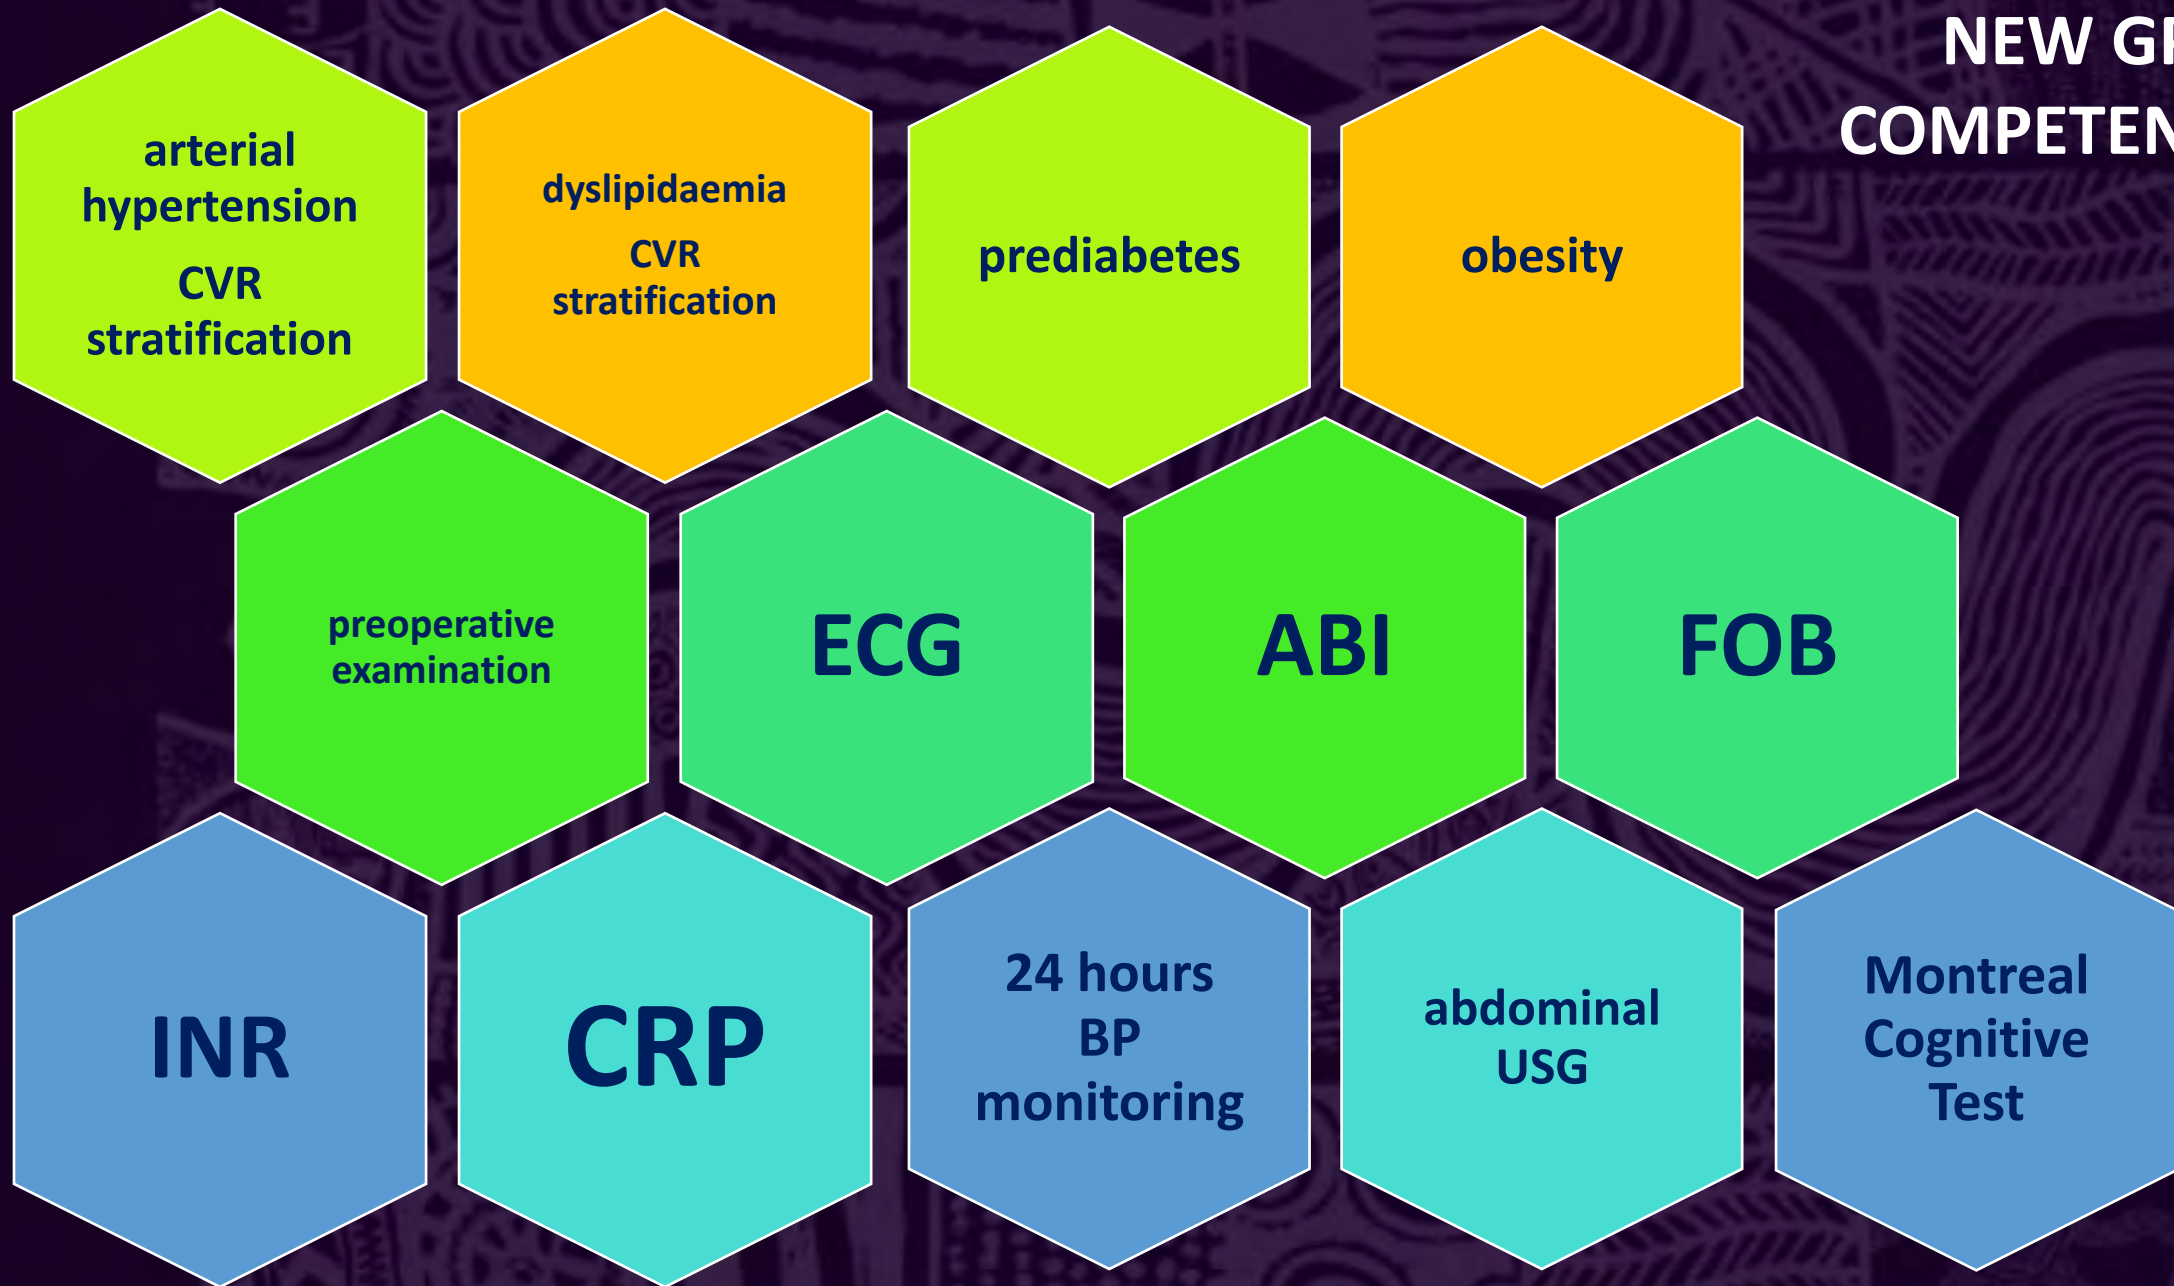 NEW GP
COMPETEN
arterial
hypertension
CVR
stratification
dyslipidaemia
CVR
stratification
prediabetes
obesity
preoperative
examination
ECG
ABI
FOB
INR
CRP
24 hours
BP
monitoring
abdominal
USG
Montreal
Cognitive
Test